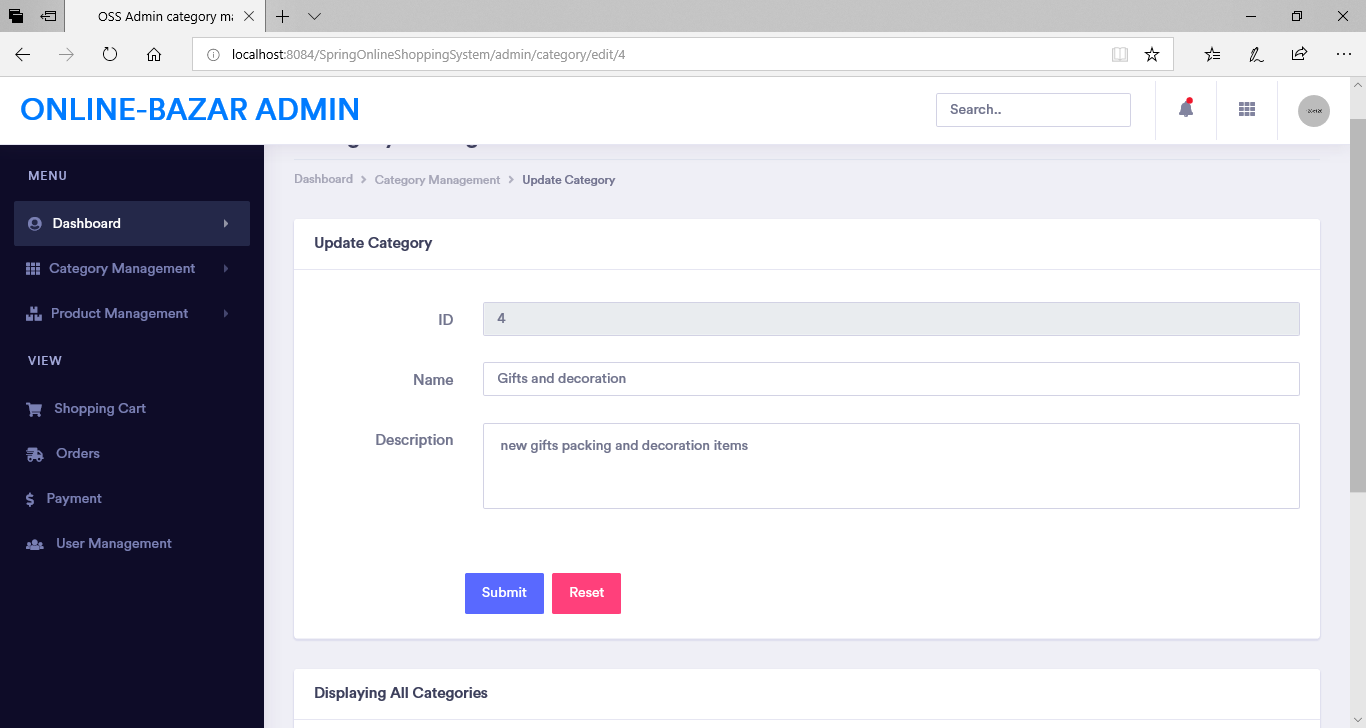 OSS Admin category ma
localhost:8084/SpringOnlineShoppingSystem/admin/category/edit/4
ONLINE-BAZAR ADMIN
Search..
MENU
Dashboard
Category Management
Product Management
VIEW
Shopping Cart
Orders
Payment
User Management
Dashboard > Category Management > Update Category
Update Category
ID
4
Name
Gifts and decoration
Description
new gifts packing and decoration items
Submit
Reset
Displaying All Categories